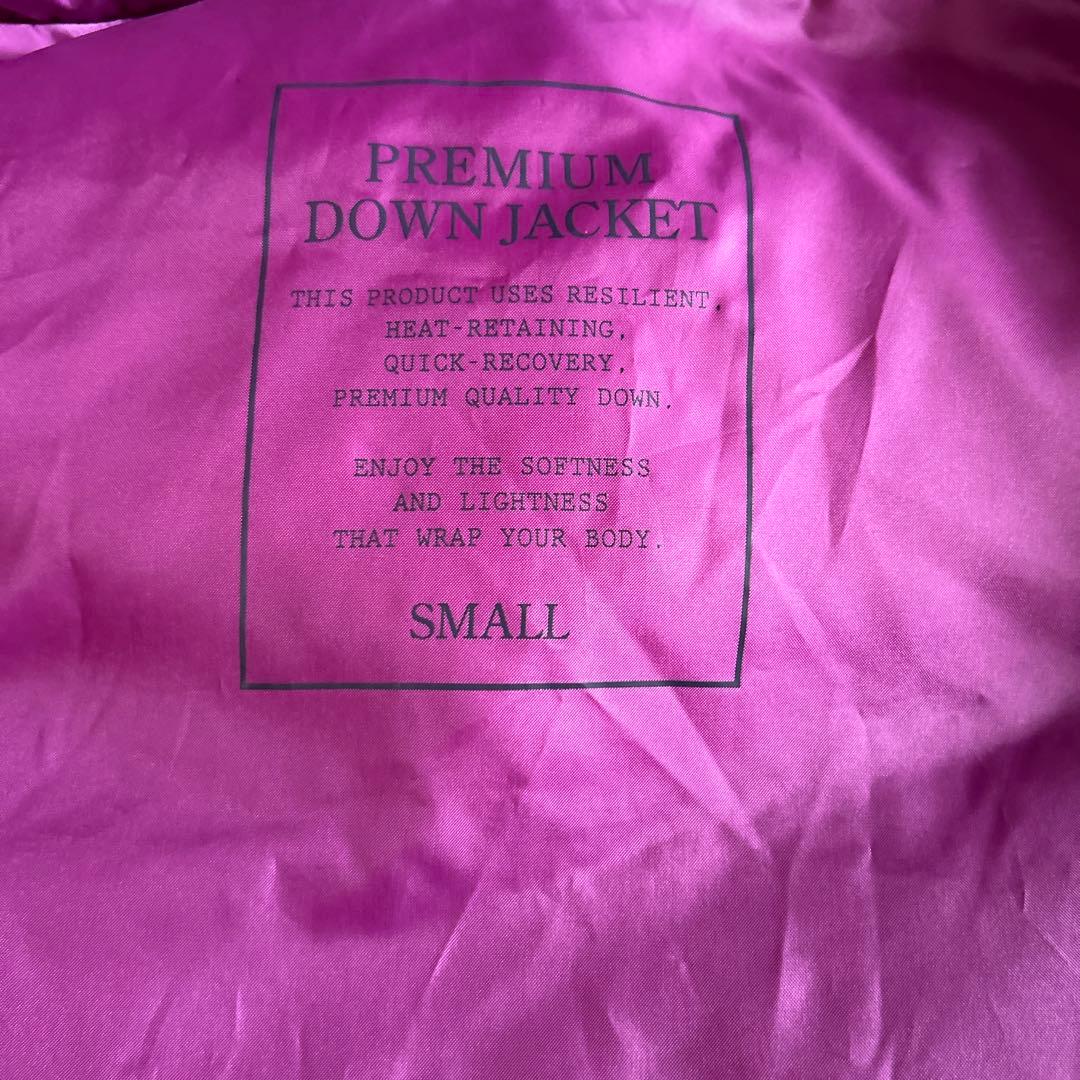 PREMIUM
DOWN JACKET
THIS PRODUCT USES RESILIENT,
HEAT-RETAINING,
QUICK-RECOVERY,
PREMIUM QUALITY DOWN.
ENJOY THE SOFTNESS
AND LIGHTNESS
THAT WRAP YOUR BODY.
SMALL